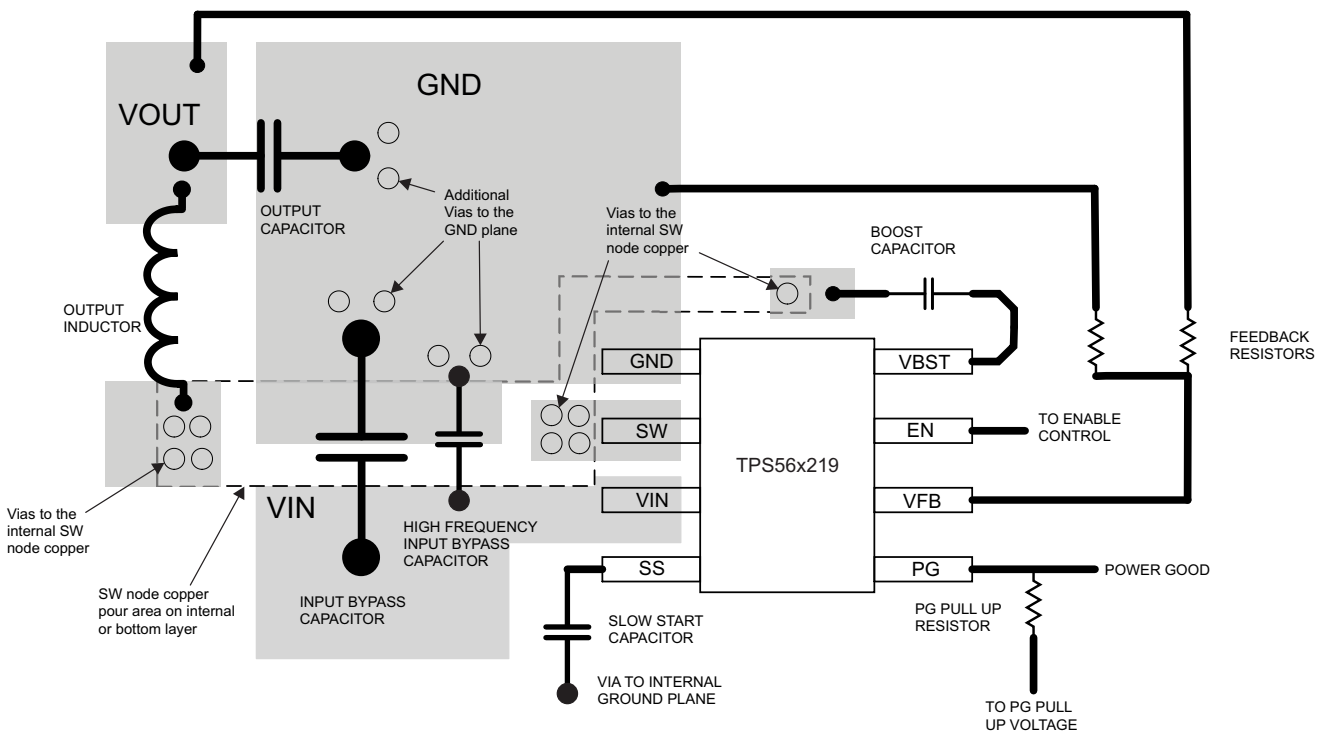 GND
VOUT
OUTPUT
CAPACITOR
Additional
Vias to the
GND plane
Vias to the
internal SW
node copper
BOOST
CAPACITOR
OUTPUT
INDUCTOR
FEEDBACK
RESISTORS
GND
VBST
SW
EN
TO ENABLE
CONTROL
TPS56x219
VIN
VIN
VFB
Vias to the
internal SW
node copper
HIGH FREQUENCY
INPUT BYPASS
CAPACITOR
SS
PG
POWER GOOD
SW node copper
pour area on internal
or bottom layer
INPUT BYPASS
CAPACITOR
SLOW START
CAPACITOR
PG PULL UP
RESISTOR
VIA TO INTERNAL
GROUND PLANE
TO PG PULL
UP VOLTAGE